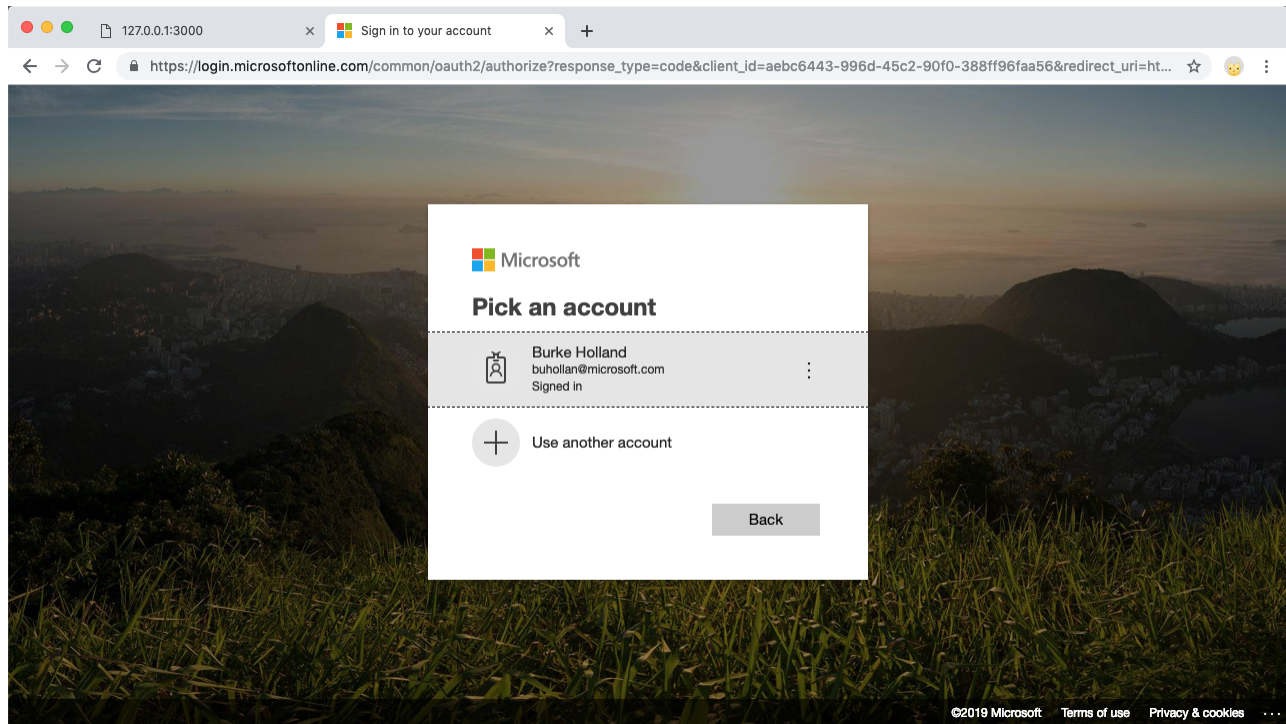 127.0.0.1:3000
Sign in to your account
https://login.microsoftonline.com/common/oauth2/authorize?response_type=code&client_id=aebc6443-996d-45c2-90f0-388ff96faa56&redirect_uri=ht...
Microsoft
Pick an account
Burke Holland
buhollan@microsoft.com
Signed in
Use another account
Back
©2019 Microsoft Terms of use Privacy & cookies ...